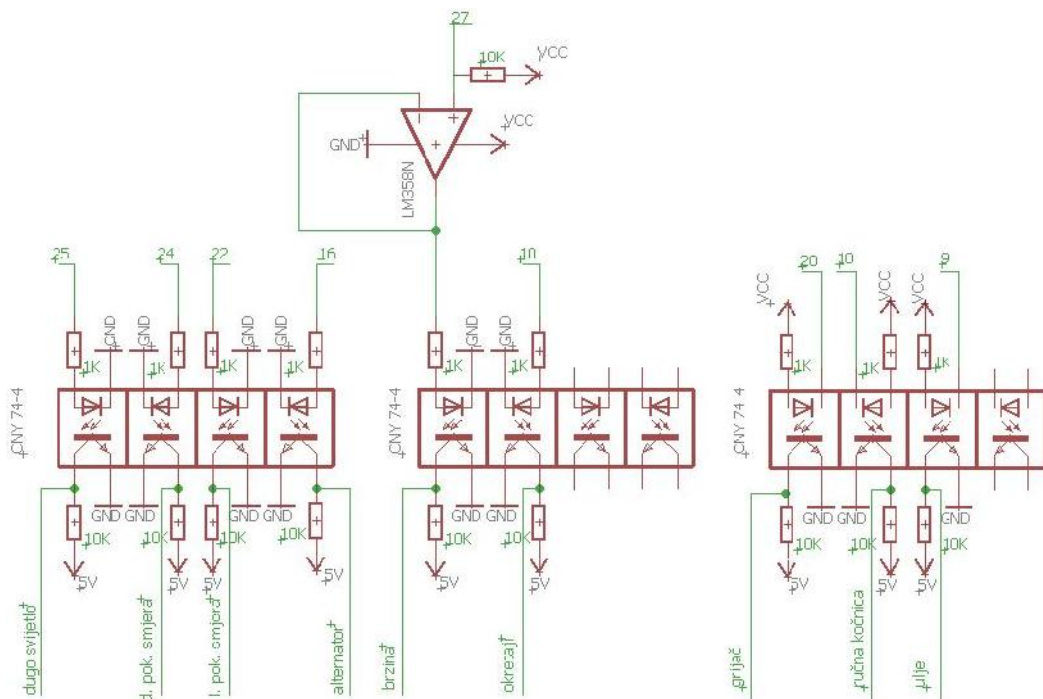 27
10K
VCC
VCC
GND
LM358N
25
24
22
16
10
20
10
9
GND
GND
GND
GND
GND
GND
VCC
VCC
VCC
1K
1K
1K
1K
1K
1K
1K
1K
1K
CNY 74-4
CNY 74-4
CNY 74-4
GND
GND
GND
GND
GND
GND
GND
GND
GND
10K
10K
10K
10K
10K
10K
10K
10K
10K
5V
5V
5V
5V
5V
5V
5V
5V
5V
dugo svijetlo
d. pok. smjera
l. pok. smjera
alternator
brzina
okretaji
grijač
ručna kočnica
ulje